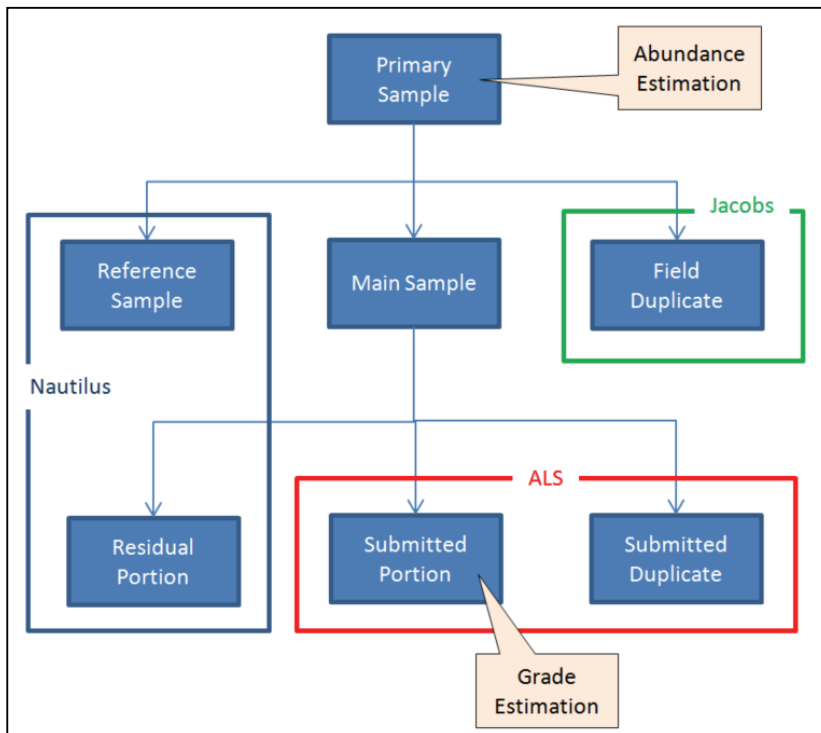 Primary
Sample
Abundance
Estimation
Jacobs
Reference
Sample
Main Sample
Field
Duplicate
Nautilus
ALS
Residual
Portion
Submitted
Portion
Submitted
Duplicate
Grade
Estimation